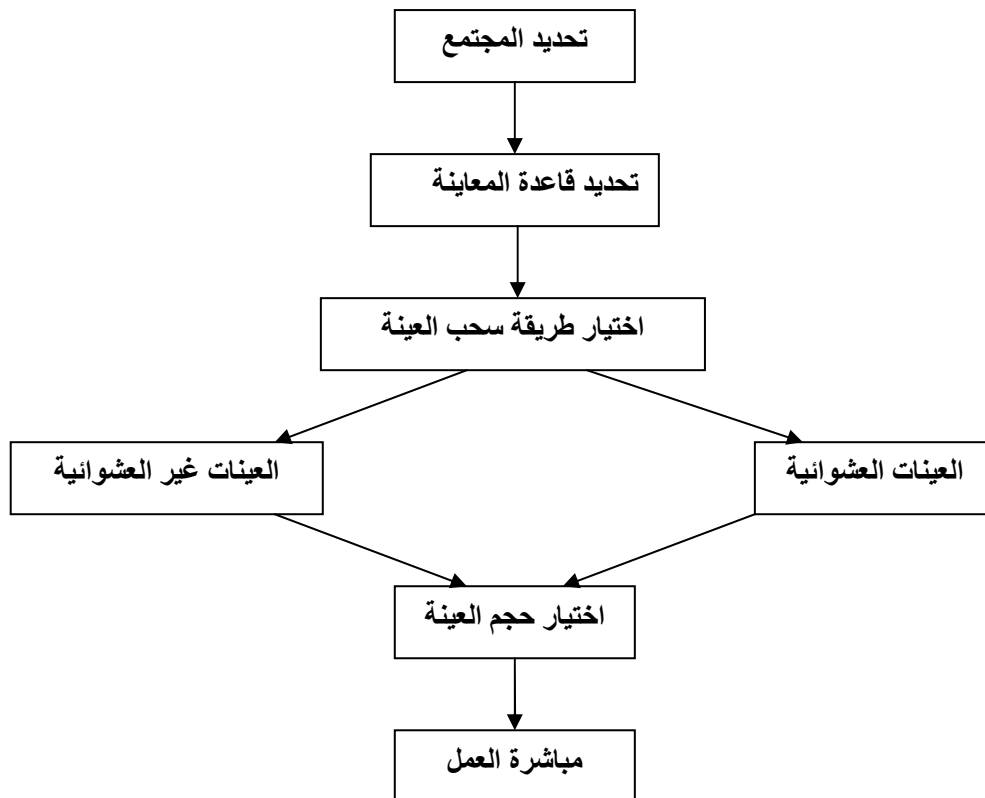 تحديد المجتمع
تحديد قاعدة المعاينة
اختيار طريقة سحب العينة
العينات العشوائية
العينات غير العشوائية
اختيار حجم العينة
مباشرة العمل